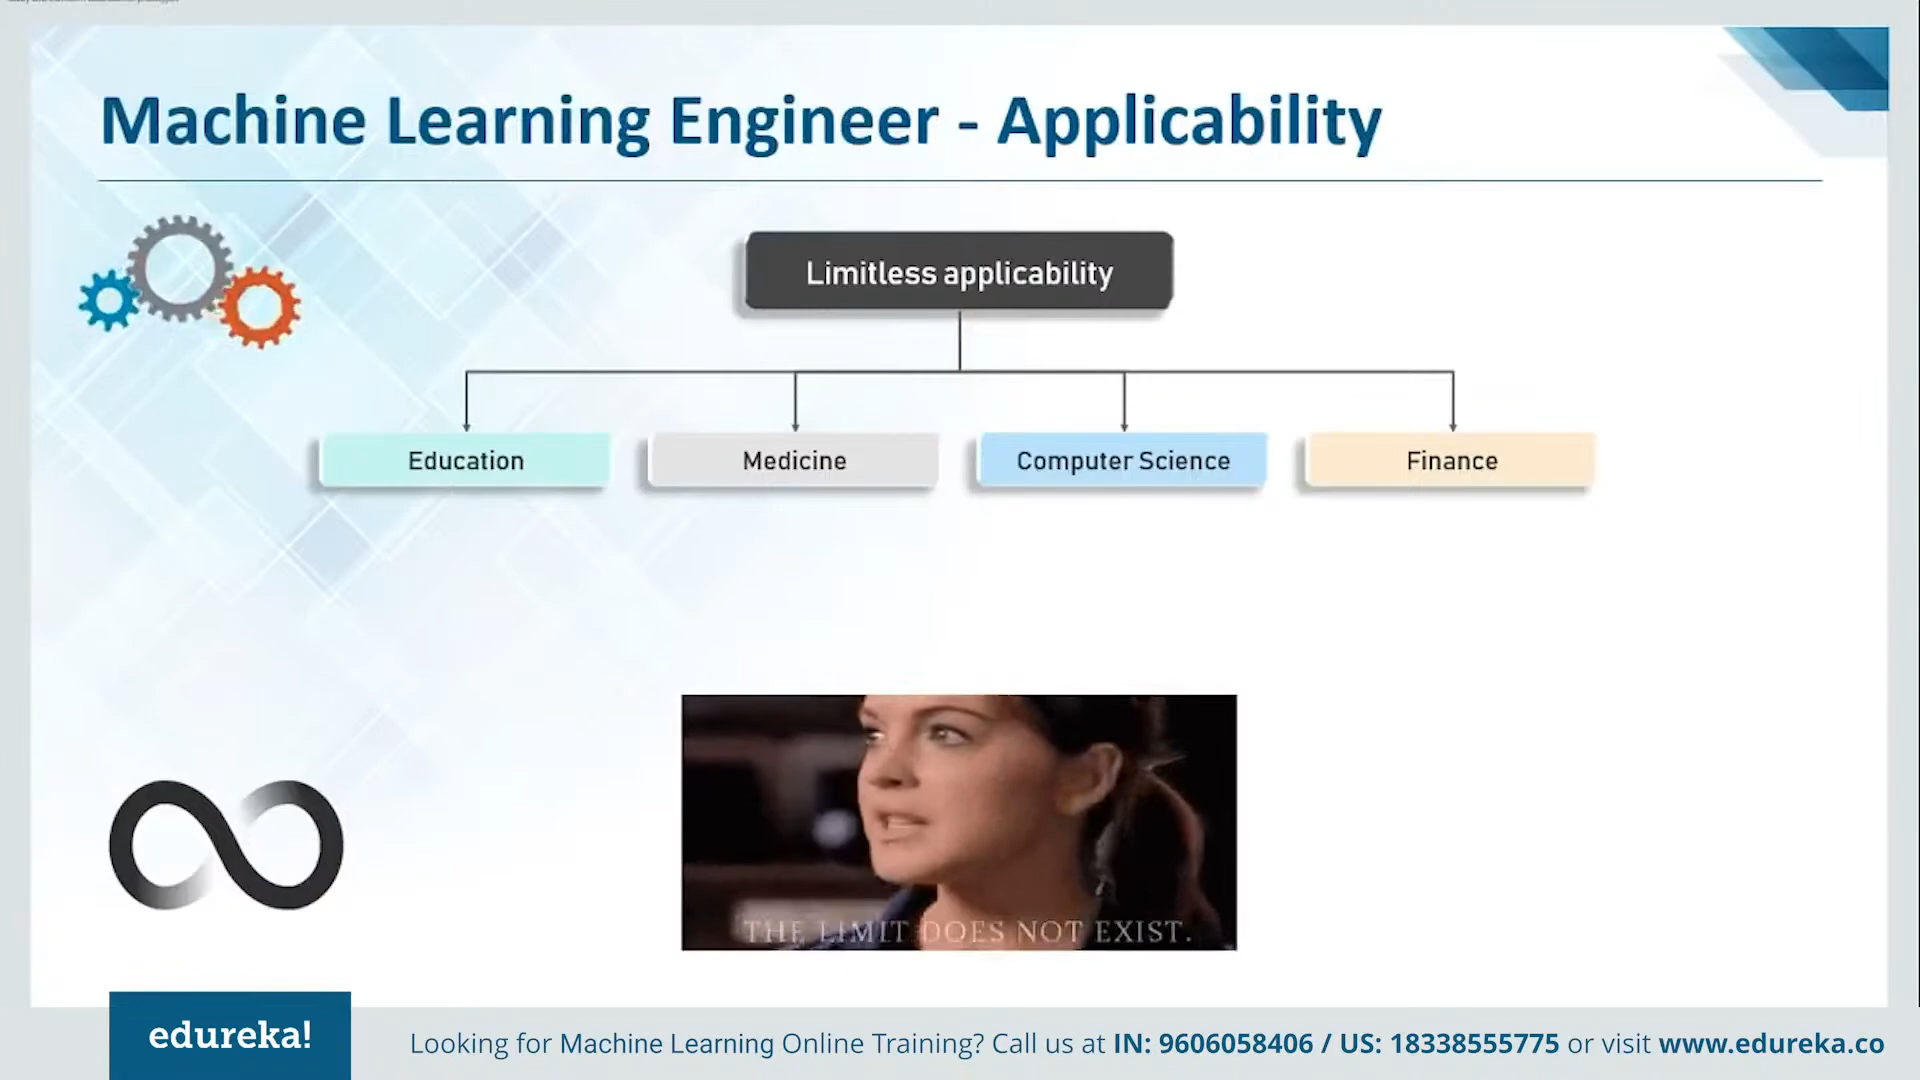 Machine Learning Engineer - Applicability
Limitless applicability
Education
Medicine
Computer Science
Finance
THE LIMIT DOES NOT EXIST.
edureka!
Looking for Machine Learning Online Training? Call us at IN: 9606058406 / US: 18338555775 or visit www.edureka.co